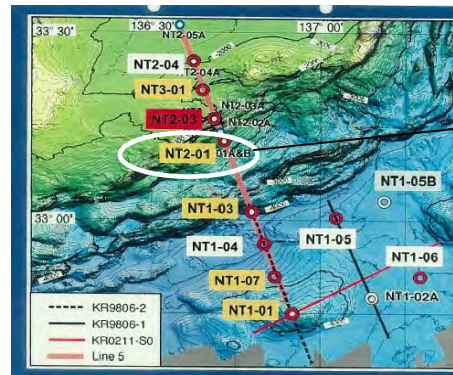 136 30'
137 00'
33 30'
NT2-05A
NT2-04
-2000
NT2-04A
NT3-01
NT2-03A
NT2-03
NT2-02A
NT2-01
01A&B
NT1-05B
33 00'
NT1-03
NT1-05
NT1-04
NT1-06
NT1-07
NT1-02A
NT1-01
KR9806-2
KR9806-1
KR0211-S0
Line 5